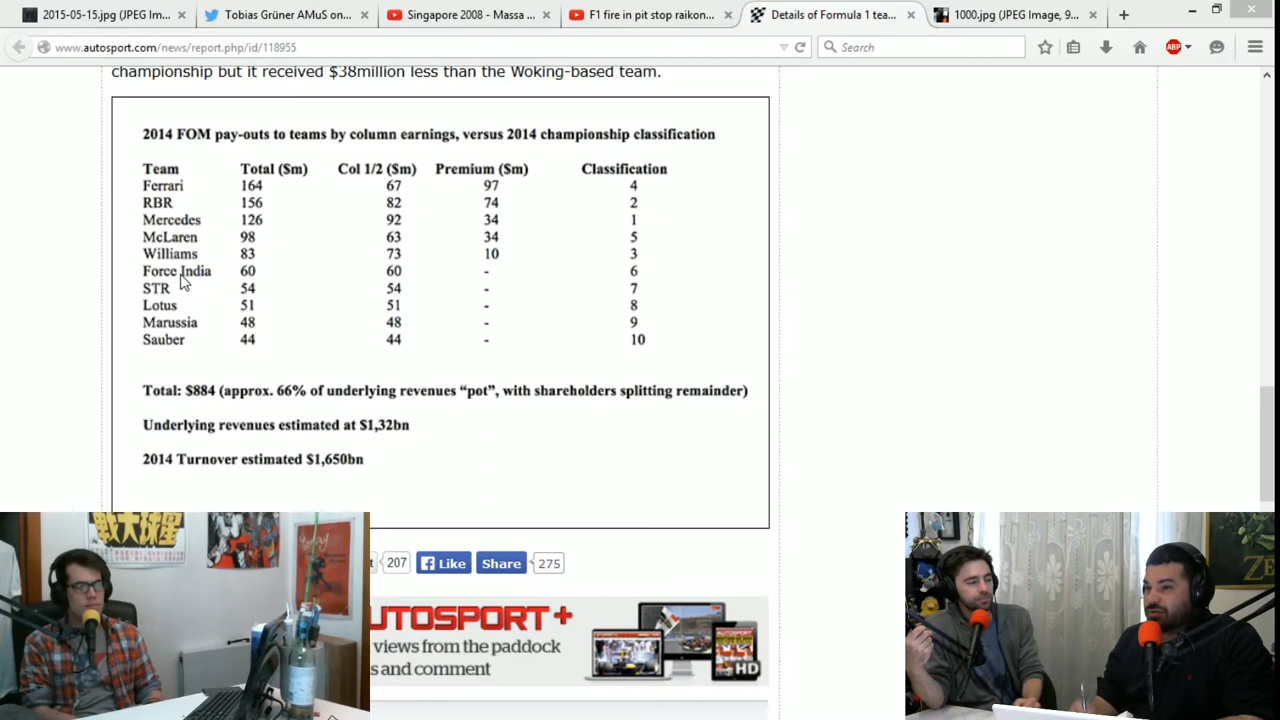 2015-05-15.jpg (JPEG Im...
Tobias Grüner AMuS on...
Singapore 2008 - Massa ...
F1 fire in pit stop raikon...
Details of Formula 1 tea...
1000.jpg (JPEG Image, 9...
www.autosport.com/news/report.php/id/118955
Search
ABP
championship but it received $38million less than the Woking-based team.
2014 FOM pay-outs to teams by column earnings, versus 2014 championship classification
Team Total ($m) Col 1/2 ($m) Premium ($m) Classification
Ferrari 164 67 97 4
RBR 156 82 74 2
Mercedes 126 92 34 1
McLaren 98 63 34 5
Williams 83 73 10 3
Force India 60 60 - 6
STR 54 54 - 7
Lotus 51 51 - 8
Marussia 48 48 - 9
Sauber 44 44 - 10
Total: $884 (approx. 66% of underlying revenues “pot”, with shareholders splitting remainder)
Underlying revenues estimated at $1,32bn
2014 Turnover estimated $1,650bn
t 207 Like Share 275
UTOSPORT+
views from the paddock
s and comment
HD